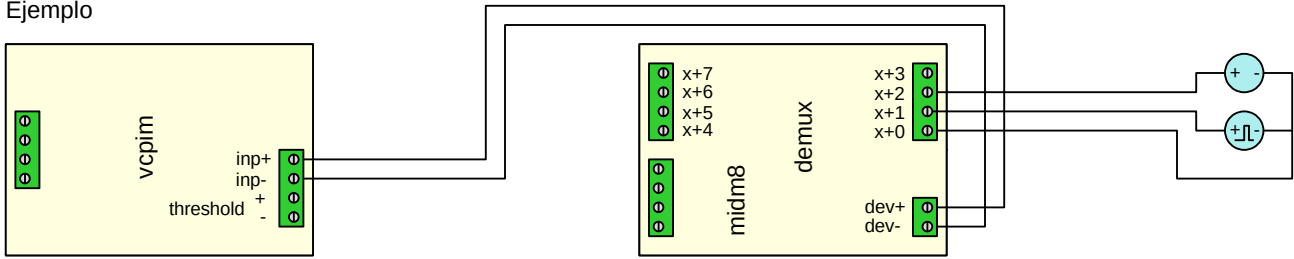 Ejemplo
vcpim
inp+
inp-
+
threshold
-
x+7
x+6
x+5
x+4
midm8
demux
x+3
x+2
x+1
x+0
dev+
dev-
+ -
+ -